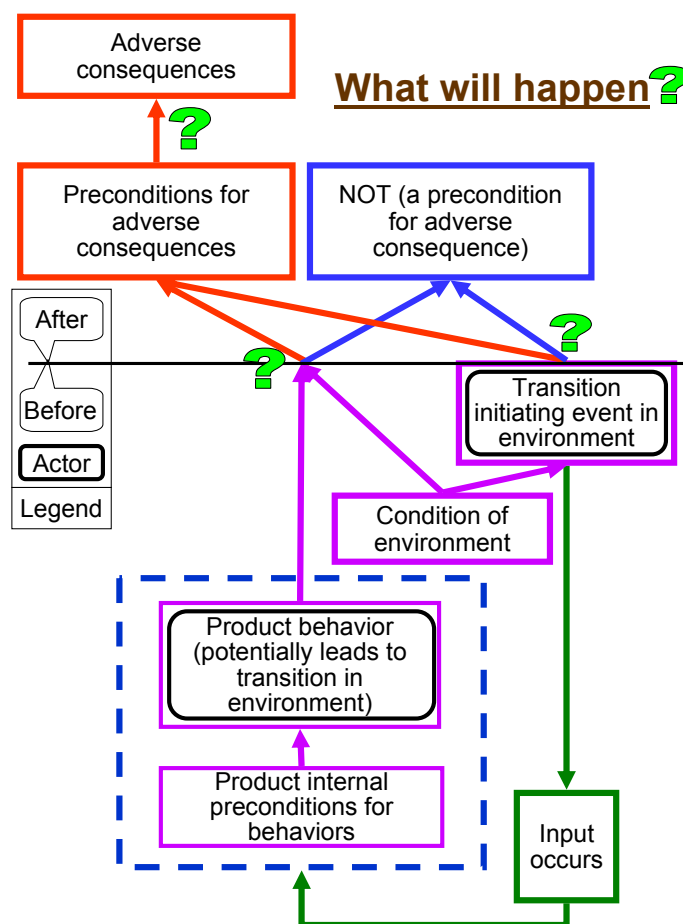 Adverse
consequences
What will happen?
?
Preconditions for
adverse
consequences
NOT (a precondition
for adverse
consequence)
After
?
?
Before
Actor
Legend
Transition
initiating event in
environment
Condition of
environment
Product behavior
(potentially leads to
transition in
environment)
Product internal
preconditions for
behaviors
Input
occurs